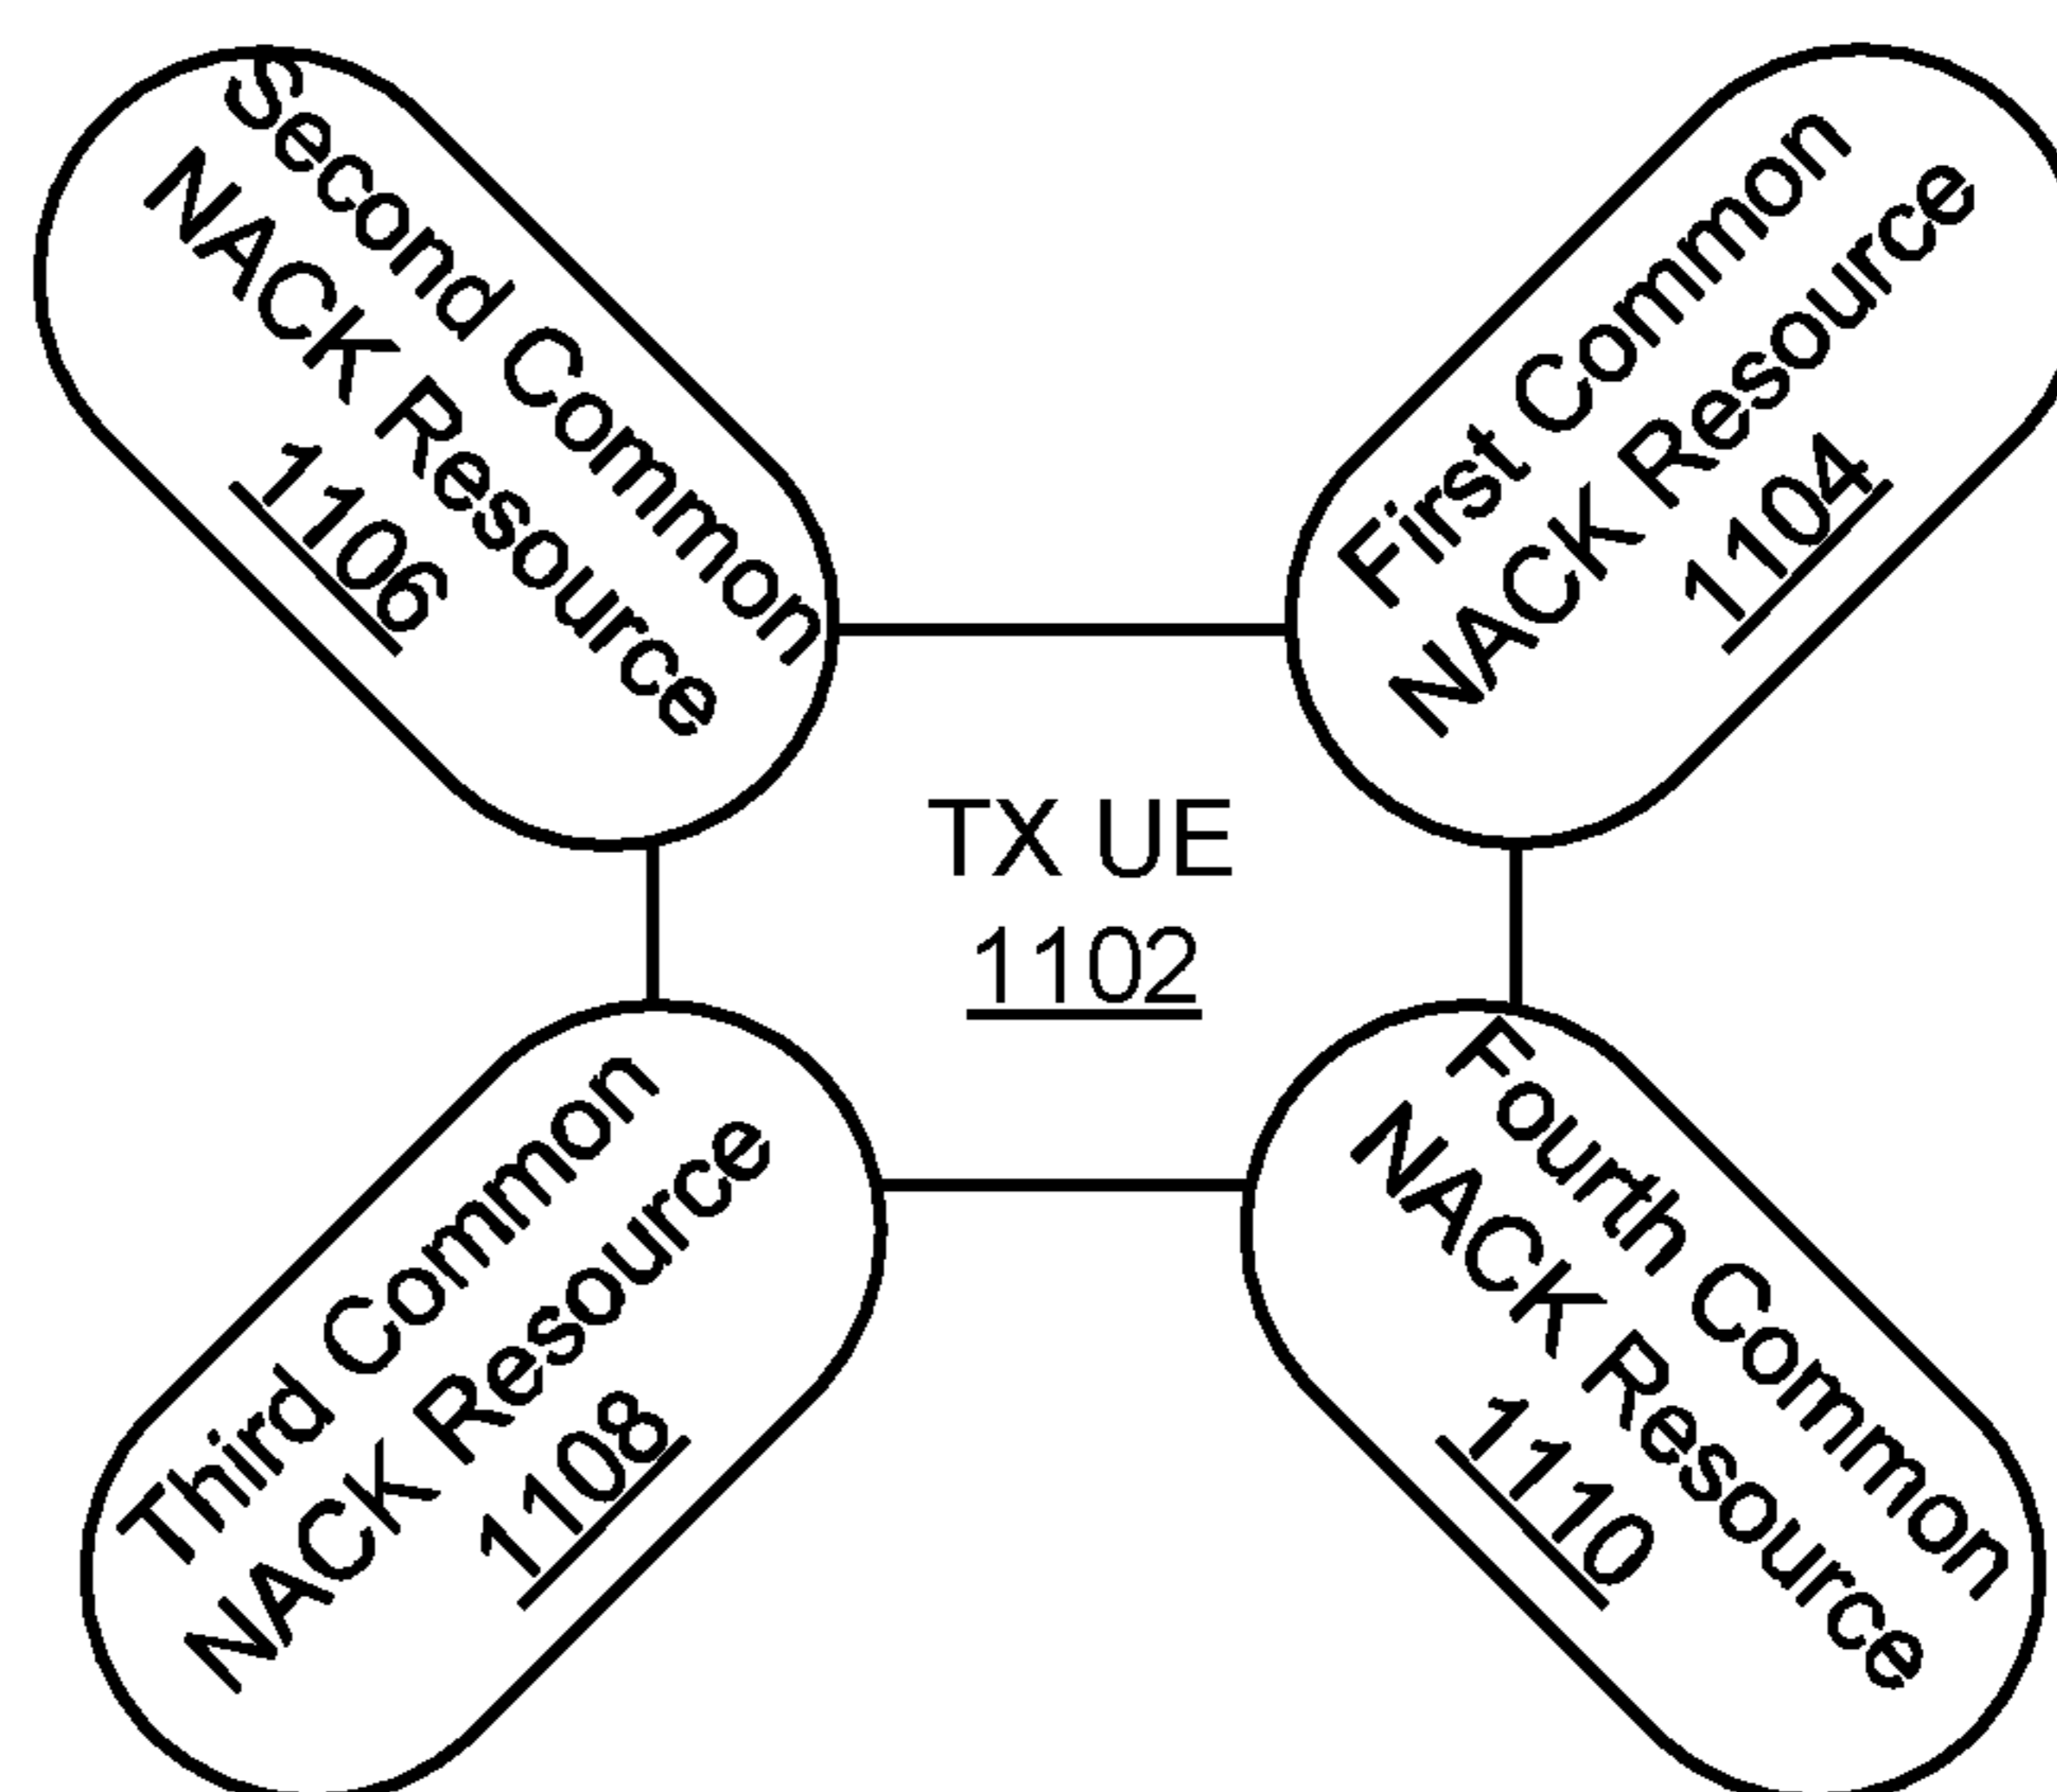 Second Common
NACK Resource
1106
First Common
NACK Resource
1104
TX UE
1102
Third Common
NACK Resource
1108
Fourth Common
NACK Resource
1110